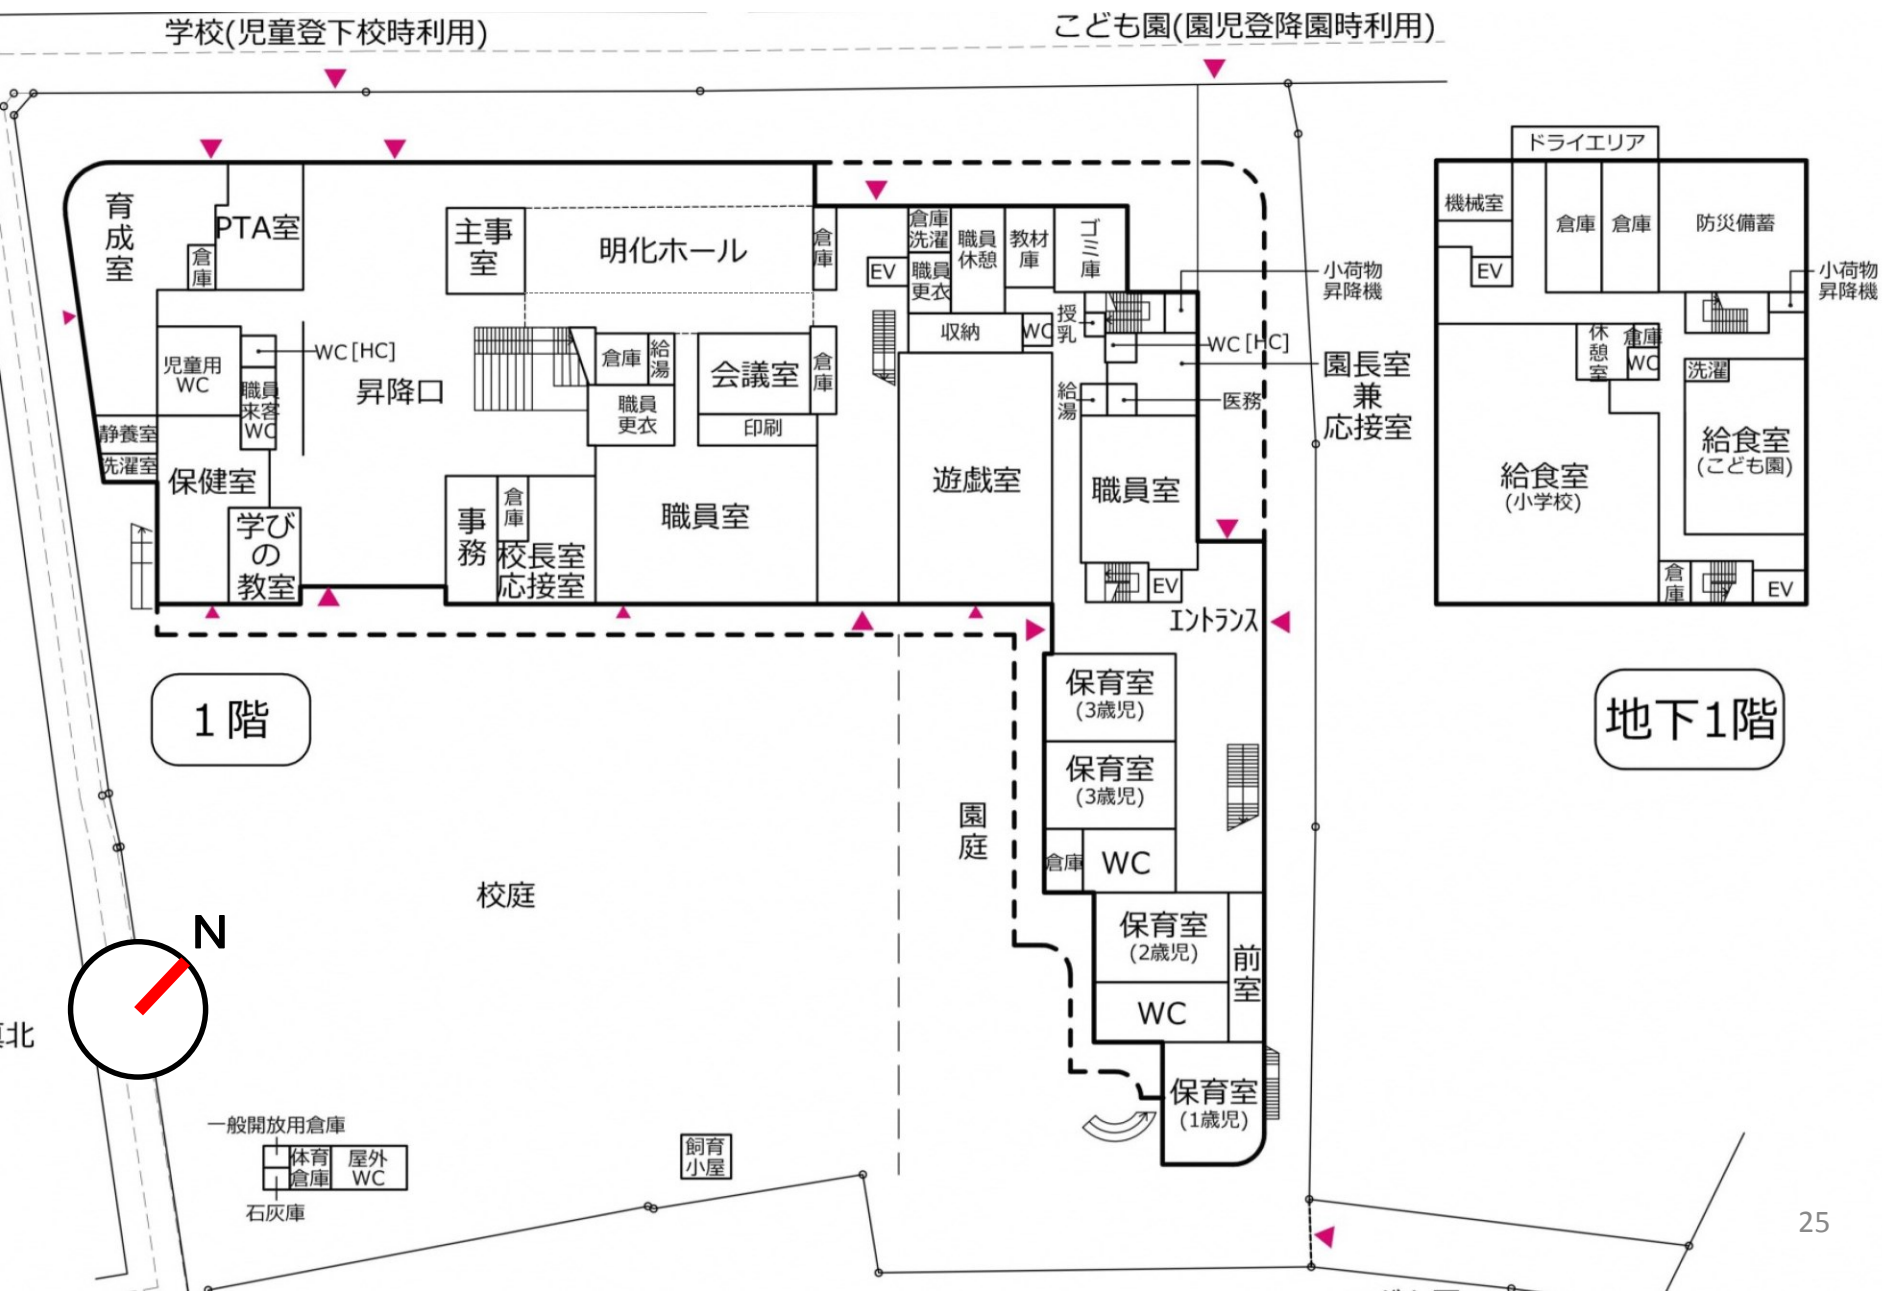 学校(児童登下校時利用)
こども園(園児登降園時利用)
育成室
PTA室
倉庫
主事室
明化ホール
倉庫
EV
倉庫
洗濯
職員
更衣
職員
休憩
教材庫
ゴミ庫
小荷物
昇降機
収納
WC
授乳
WC[HC]
園長室
兼
応接室
給湯
医務
児童用
WC
WC[HC]
職員
来客
WC
昇降口
倉庫
給湯
職員
更衣
会議室
印刷
倉庫
静養室
洗濯室
保健室
学び
の
教室
事務
倉庫
校長室
応接室
職員室
遊戯室
職員室
EV
エントランス
保育室
(3歳児)
保育室
(3歳児)
倉庫
WC
保育室
(2歳児)
前室
WC
保育室
(1歳児)
1階
園庭
校庭
N
北
一般開放用倉庫
体育
倉庫
屋外
WC
石灰庫
飼育
小屋
ドライエリア
機械室
EV
倉庫
倉庫
防災備蓄
小荷物
昇降機
休憩室
倉庫
WC
洗濯
給食室
(小学校)
給食室
(こども園)
倉庫
EV
地下1階
25